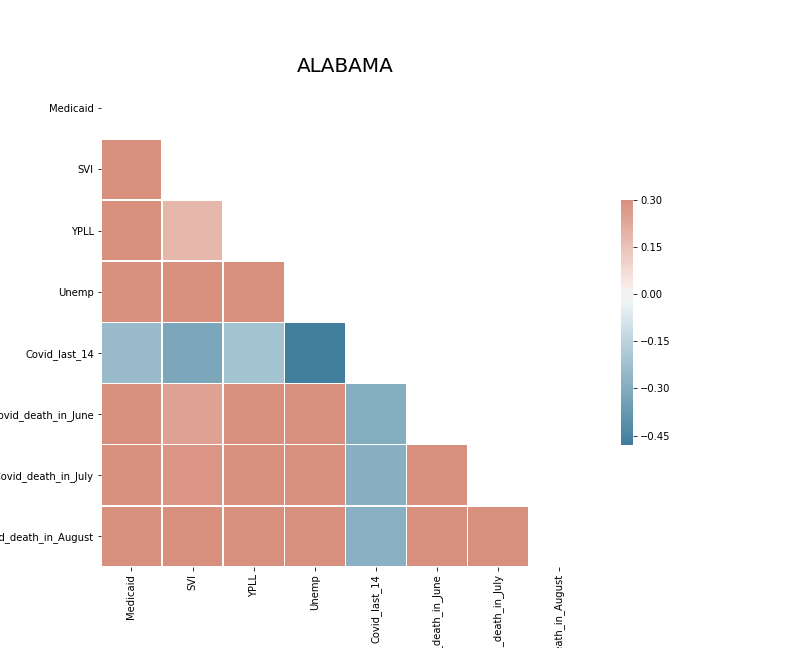 ALABAMA
Medicaid
SVI
YPLL
Unemp
Covid_last_14
ovid_death_in_June
ovid_death_in_July
d_death_in_August
0.30
0.15
0.00
−0.15
−0.30
−0.45
Medicaid
SVI
YPLL
Unemp
Covid_last_14
_death_in_June
_death_in_July
ath_in_August